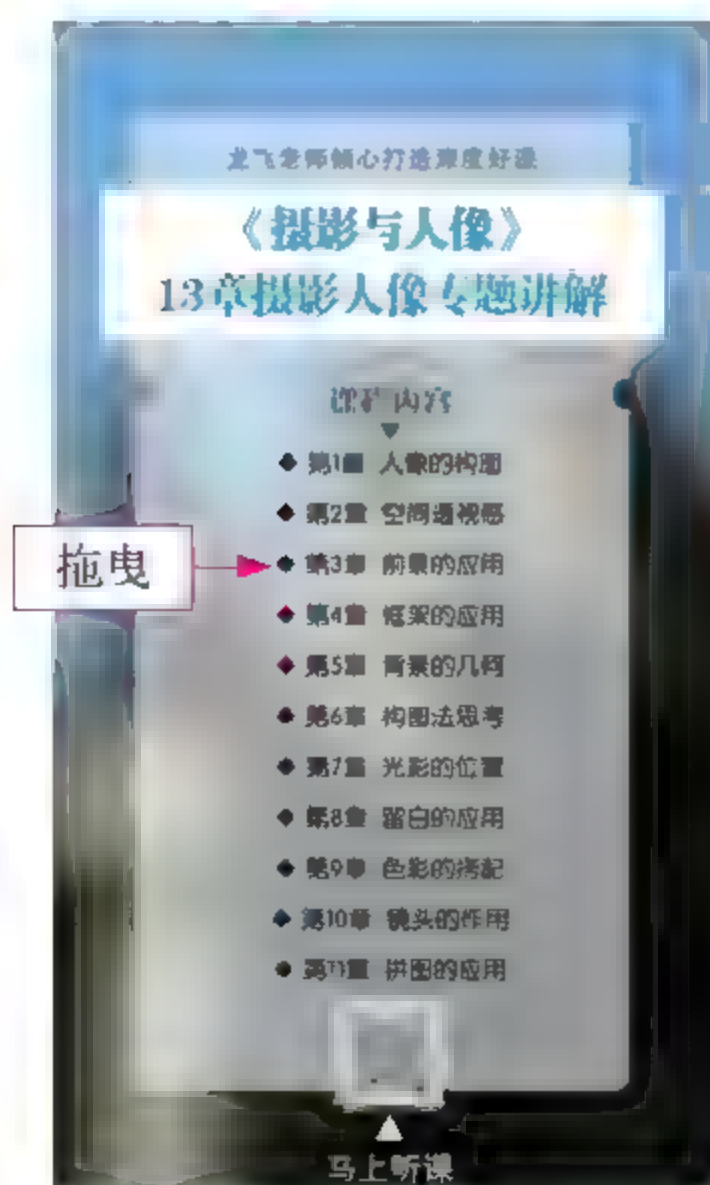 龙飞老师倾心打造深度好课
《摄影与人像》
13章摄影人像专题讲解
课程内容
第1章 人像的构图
第2章 空间透视感
拖曳
第3章 前景的应用
第4章 框架的应用
第5章 背景的几何
第6章 构图法思考
第7章 光影的位置
第8章 留白的应用
第9章 色彩的搭配
第10章 镜头的作用
第11章 拼图的应用
马上听课